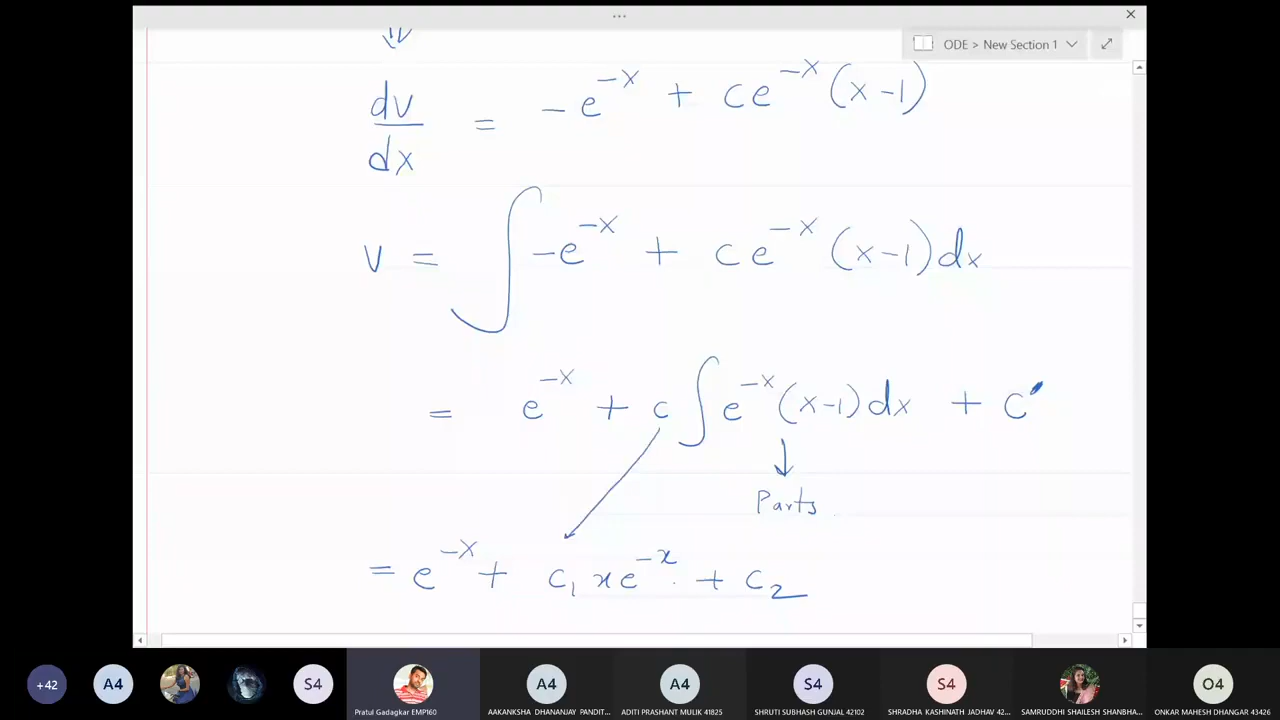 ODE > New Section 1
dv/dx = -e^-x + ce^-x (x-1)
v = ∫ -e^-x + ce^-x (x-1) dx
= e^-x + c ∫ e^-x (x-1) dx + c'
Parts
= e^-x + c₁ xe^-x + c₂
+42 A4 S4 A4 A4 S4 S4 O4
Pratul Gadagkar EMP160 AAKANKSHA DHANANJAY PANDIT... ADITI PRASHANT MULIK 41825 SHRUTI SUBHASH GUNJAL 42102 SHRADHA KASHINATH JADHAV 42... SAMRUDDHI SHAILESH SHANBHA... ONKAR MAHESH DHANGAR 43426